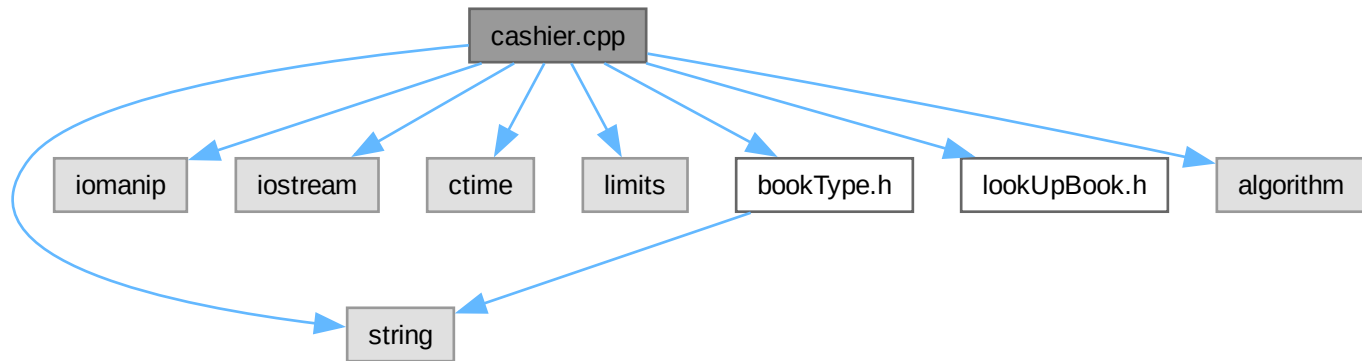 cashier.cpp
iomanip
iostream
ctime
limits
bookType.h
lookUpBook.h
algorithm
string